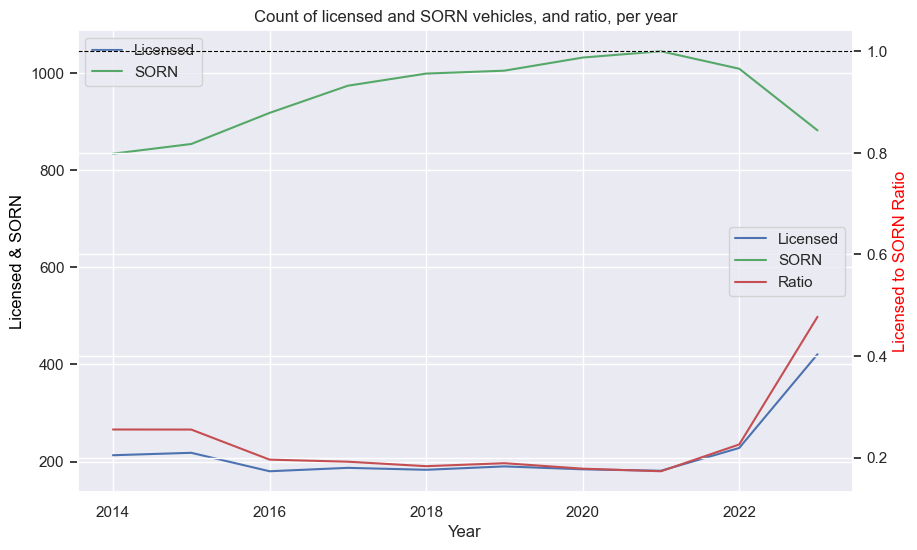 Count of licensed and SORN vehicles, and ratio, per year
Licensed
SORN
1000
800
600
400
200
Licensed & SORN
1.0
0.8
0.6
0.4
0.2
Licensed to SORN Ratio
Licensed
SORN
Ratio
2014
2016
2018
2020
2022
Year